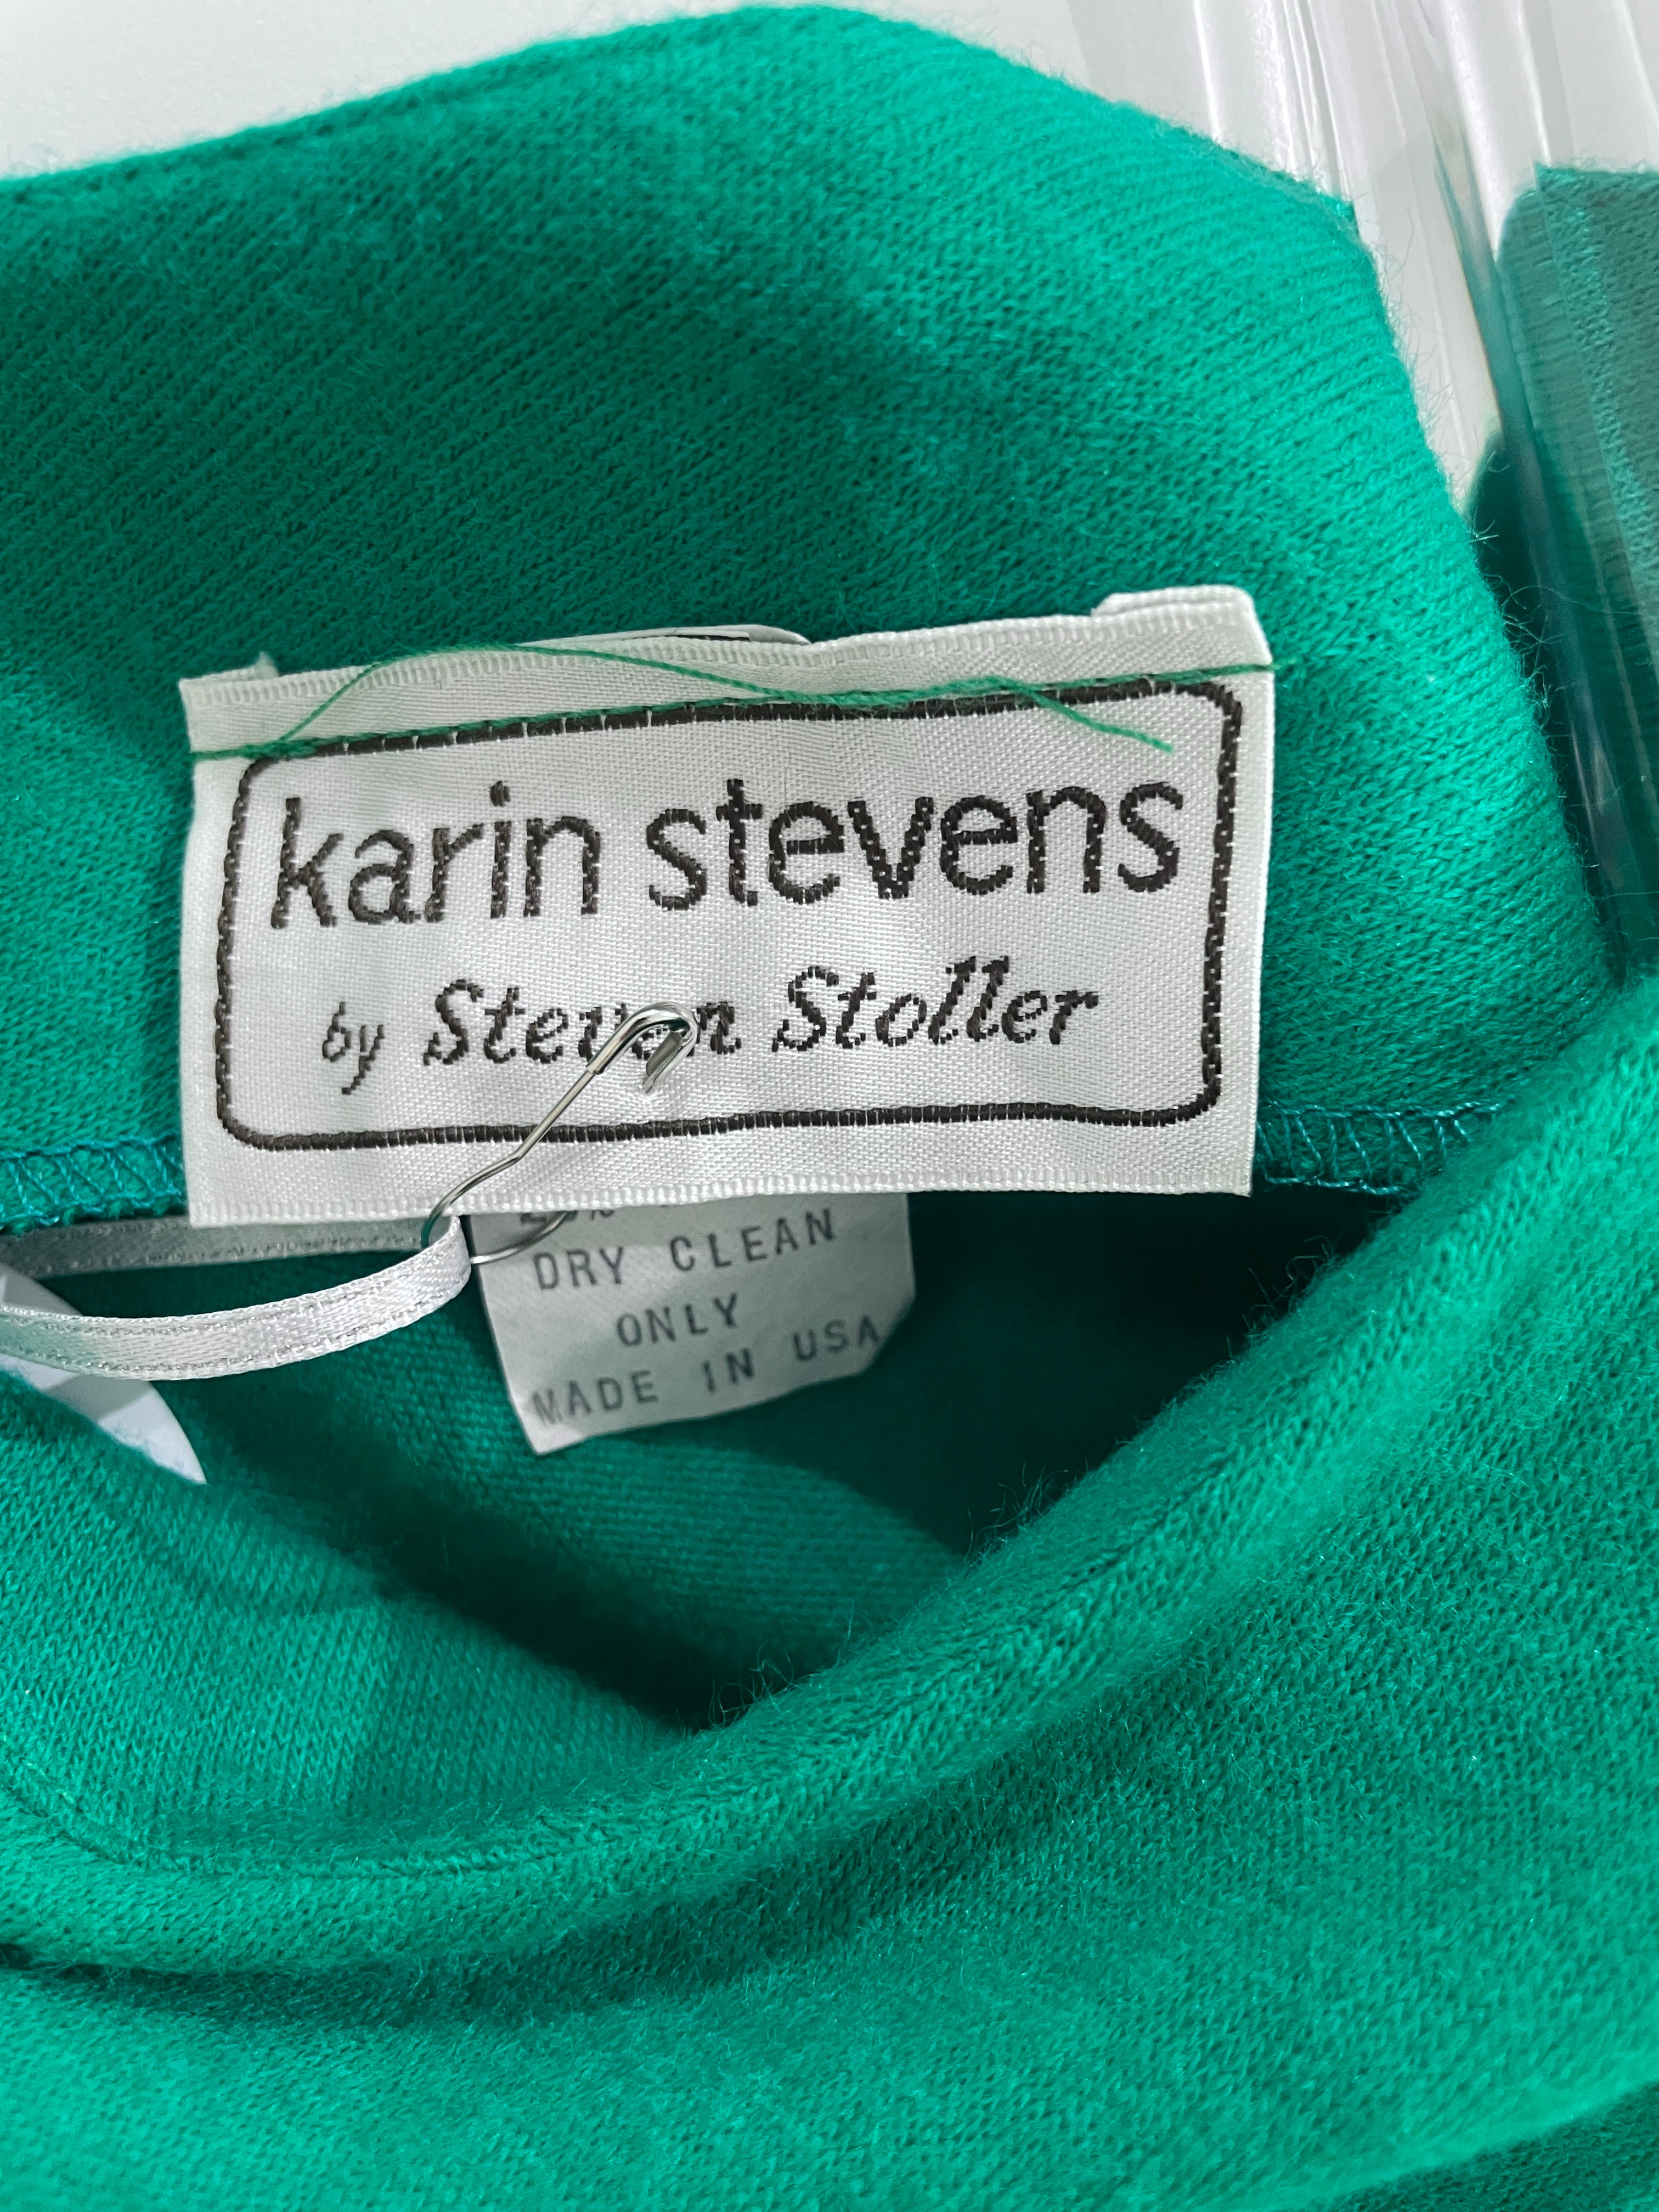 karin stevens
by Steven Stoller
DRY CLEAN
ONLY
MADE IN USA